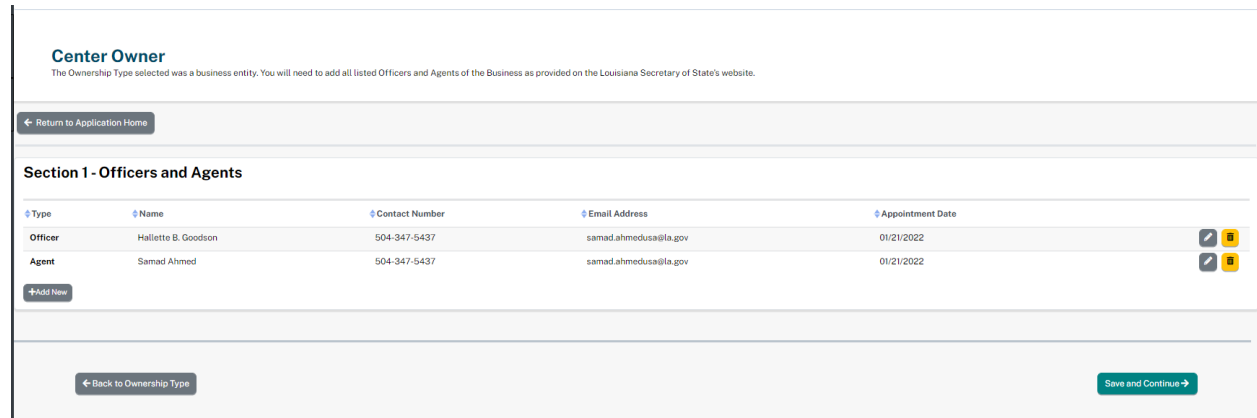 Center Owner
The Ownership Type selected was a business entity. You will need to add all listed Officers and Agents of the Business as provided on the Louisiana Secretary of State's website.
Return to Application Home
Section 1 - Officers and Agents
Type Name Contact Number Email Address Appointment Date
Officer Hallette B. Goodson 504-347-5437 samad.ahmedusa@la.gov 01/21/2022
Agent Samad Ahmed 504-347-5437 samad.ahmedusa@la.gov 01/21/2022
+Add New
Back to Ownership Type Save and Continue